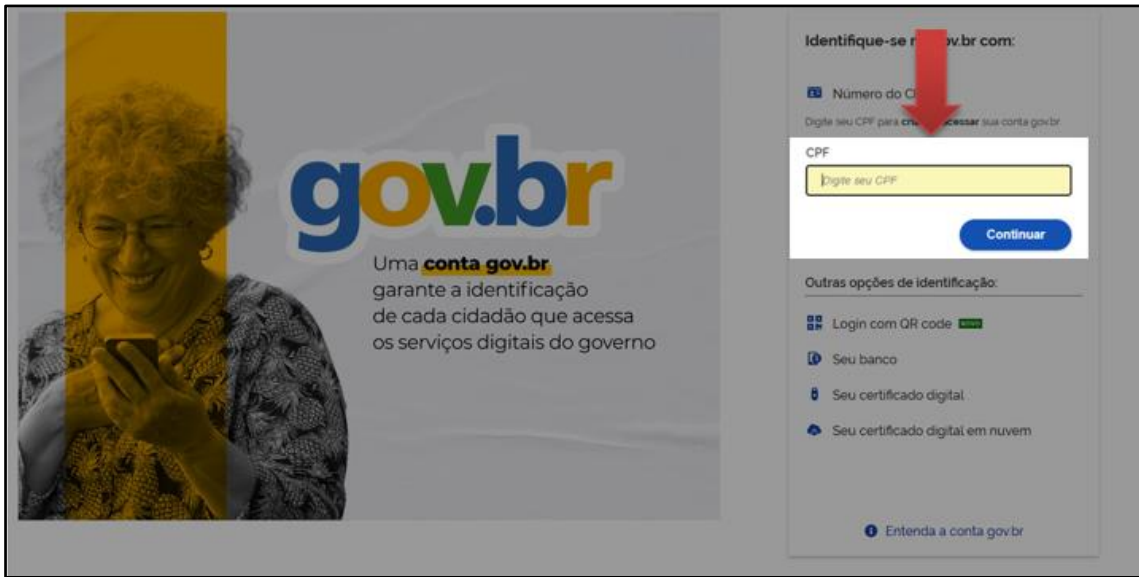 gov.br
Uma conta gov.br
garante a identificação
de cada cidadão que acessa
os serviços digitais do governo
Identifique-se no gov.br com:
Número do
Digite seu CPF para acessar sua conta gov.br
CPF
Digite seu CPF
Continuar
Outras opções de identificação:
Login com QR code NOVO
Seu banco
Seu certificado digital
Seu certificado digital em nuvem
Entenda a conta gov.br